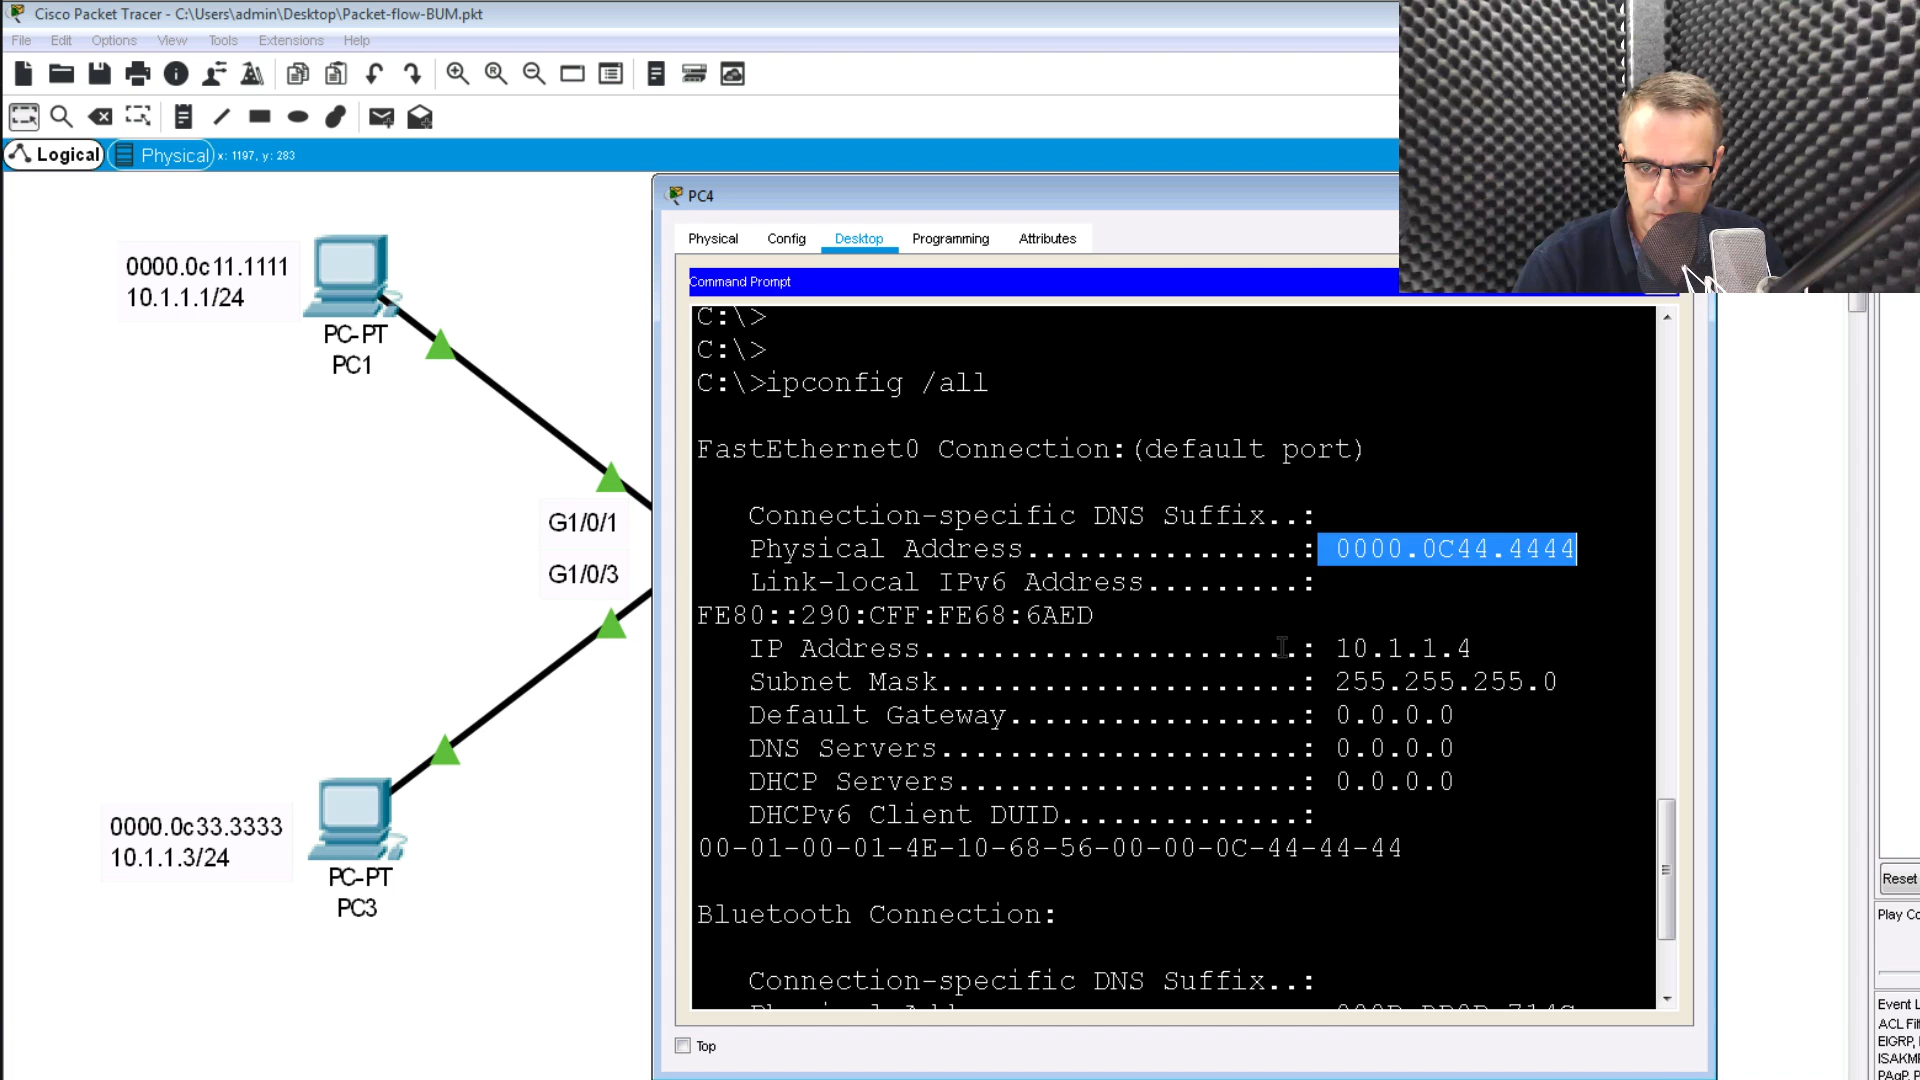 Cisco Packet Tracer - C:\Users\admin\Desktop\Packet-flow-BUM.pkt
File Edit Options View Tools Extensions Help
Logical Physical x: 1197, y: 283
PC4
Physical Config Desktop Programming Attributes
Command Prompt
0000.0c11.1111
10.1.1.1/24
PC-PT
PC1
G1/0/1
G1/0/3
0000.0c33.3333
10.1.1.3/24
PC-PT
PC3
C:\>
C:\>
C:\>ipconfig /all
FastEthernet0 Connection:(default port)
Connection-specific DNS Suffix..:
Physical Address................: 0000.0C44.4444
Link-local IPv6 Address.........:
FE80::290:CFF:FE68:6AED
IP Address......................: 10.1.1.4
Subnet Mask.....................: 255.255.255.0
Default Gateway.................: 0.0.0.0
DNS Servers.....................: 0.0.0.0
DHCP Servers....................: 0.0.0.0
DHCPv6 Client DUID..............:
00-01-00-01-4E-10-68-56-00-00-0C-44-44-44
Bluetooth Connection:
Connection-specific DNS Suffix..:
Top
Reset
Play Co
Event L
ACL Filt
EIGRP,
ISAKMP
PAgP, P